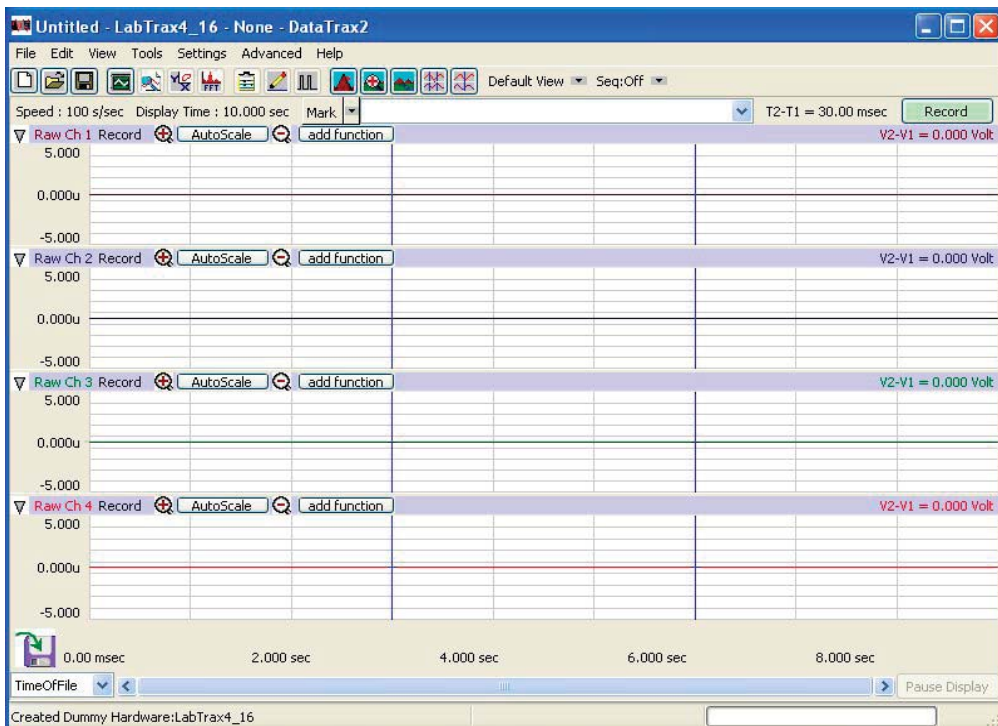 Untitled - LabTrax4_16 - None - DataTrax2
File Edit View Tools Settings Advanced Help
FFT Default View Seq:Off
Speed : 100 s/sec Display Time : 10.000 sec Mark T2-T1 = 30.00 msec Record
Raw Ch 1 Record AutoScale add function V2-V1 = 0.000 Volt
5.000
0.000u
-5.000
Raw Ch 2 Record AutoScale add function V2-V1 = 0.000 Volt
5.000
0.000u
-5.000
Raw Ch 3 Record AutoScale add function V2-V1 = 0.000 Volt
5.000
0.000u
-5.000
Raw Ch 4 Record AutoScale add function V2-V1 = 0.000 Volt
5.000
0.000u
-5.000
0.00 msec 2.000 sec 4.000 sec 6.000 sec 8.000 sec
TimeOfFile Pause Display
Created Dummy Hardware:LabTrax4_16